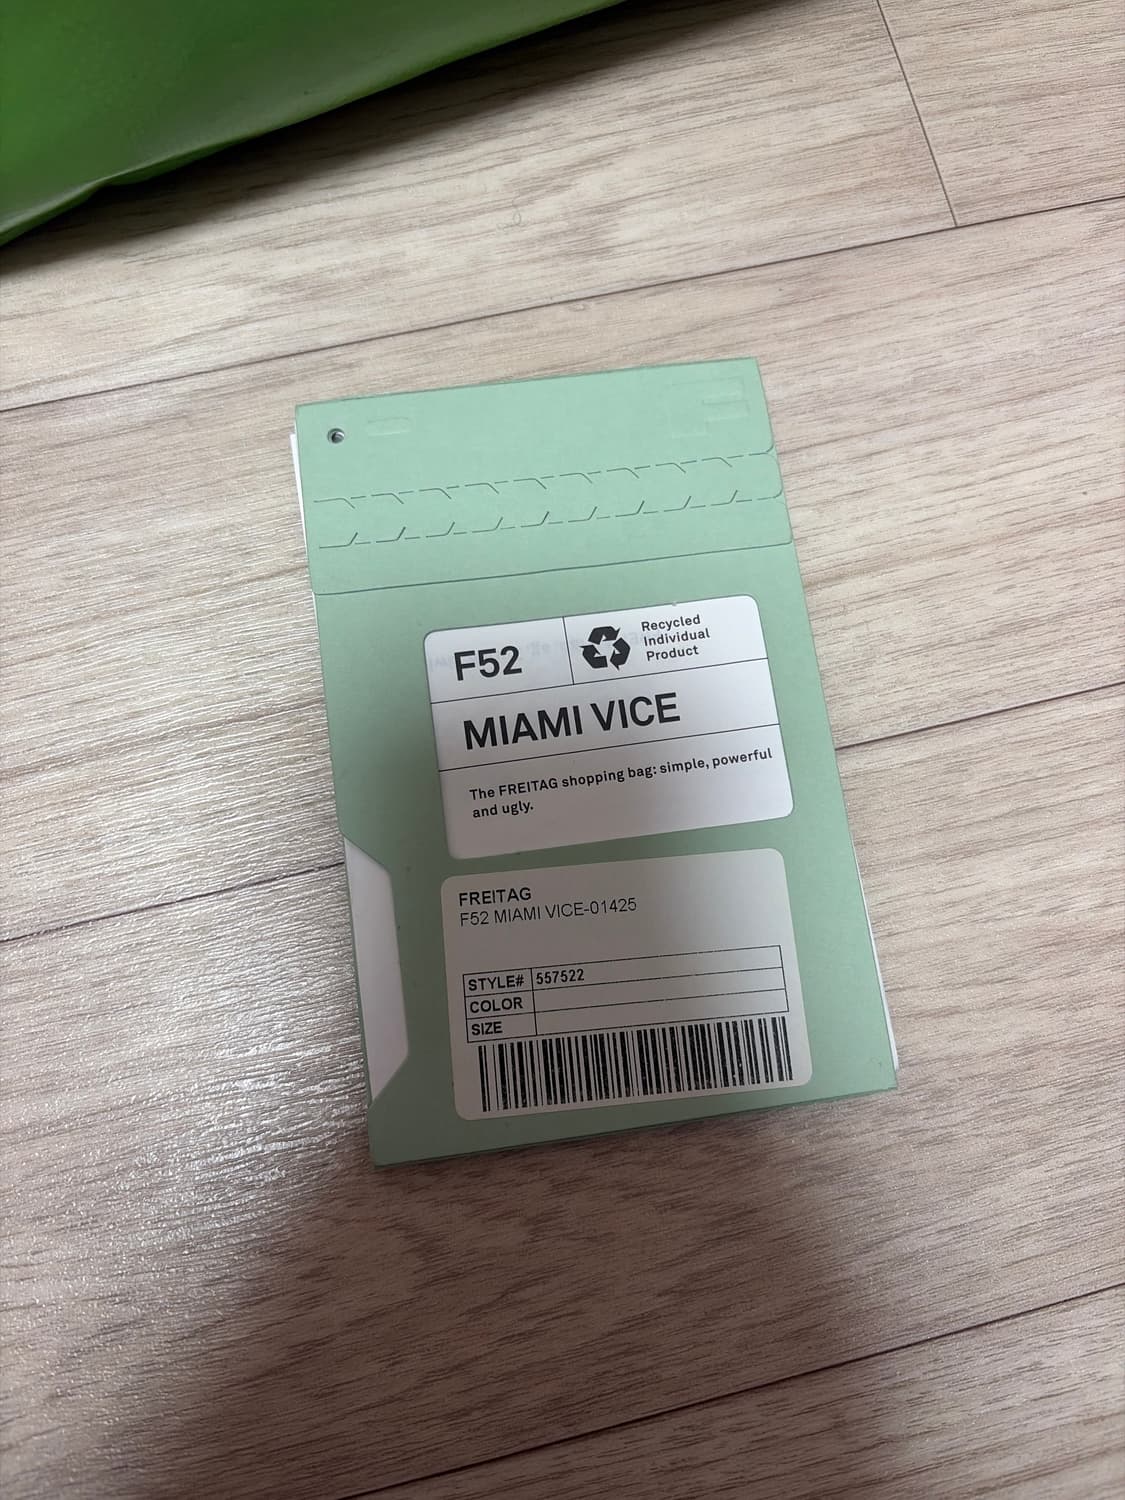 F52
Recycled
Individual
Product
MIAMI VICE
The FREITAG shopping bag: simple, powerful
and ugly.
FREITAG
F52 MIAMI VICE-01425
STYLE# 557522
COLOR
SIZE